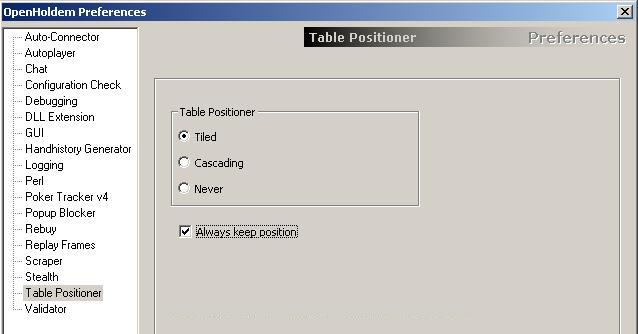 OpenHoldem Preferences
Auto-Connector
Autoplayer
Chat
Configuration Check
Debugging
DLL Extension
GUI
Handhistory Generator
Logging
Perl
Poker Tracker v4
Popup Blocker
Rebuy
Replay Frames
Scraper
Stealth
Table Positioner
Validator
Table Positioner Preferences
Table Positioner
Tiled
Cascading
Never
Always keep position